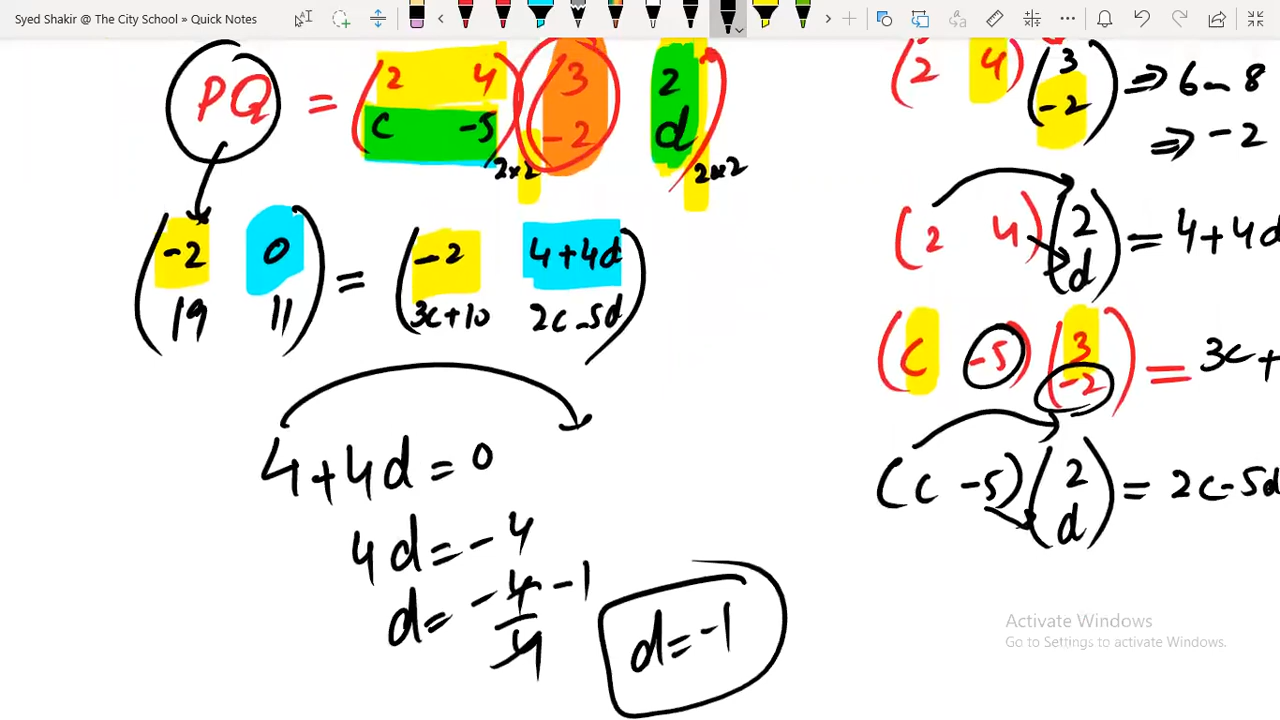 Syed Shakir @ The City School » Quick Notes
PQ = (2 4) (3 2)
(c -5) (-2 d)
2×2 2×2
(-2 0) = (-2 4+4d)
(19 11) (3c+10 2c-5d)
4+4d=0
4d=-4
d=-4/4 -1
d=-1
(2 4)(3 -2) ⇒ 6-8
⇒ -2
(2 4)(2 d) = 4+4d
(c -5)(3 -2) = 3c+
(c -5)(2 d) = 2c-5d
Activate Windows
Go to Settings to activate Windows.